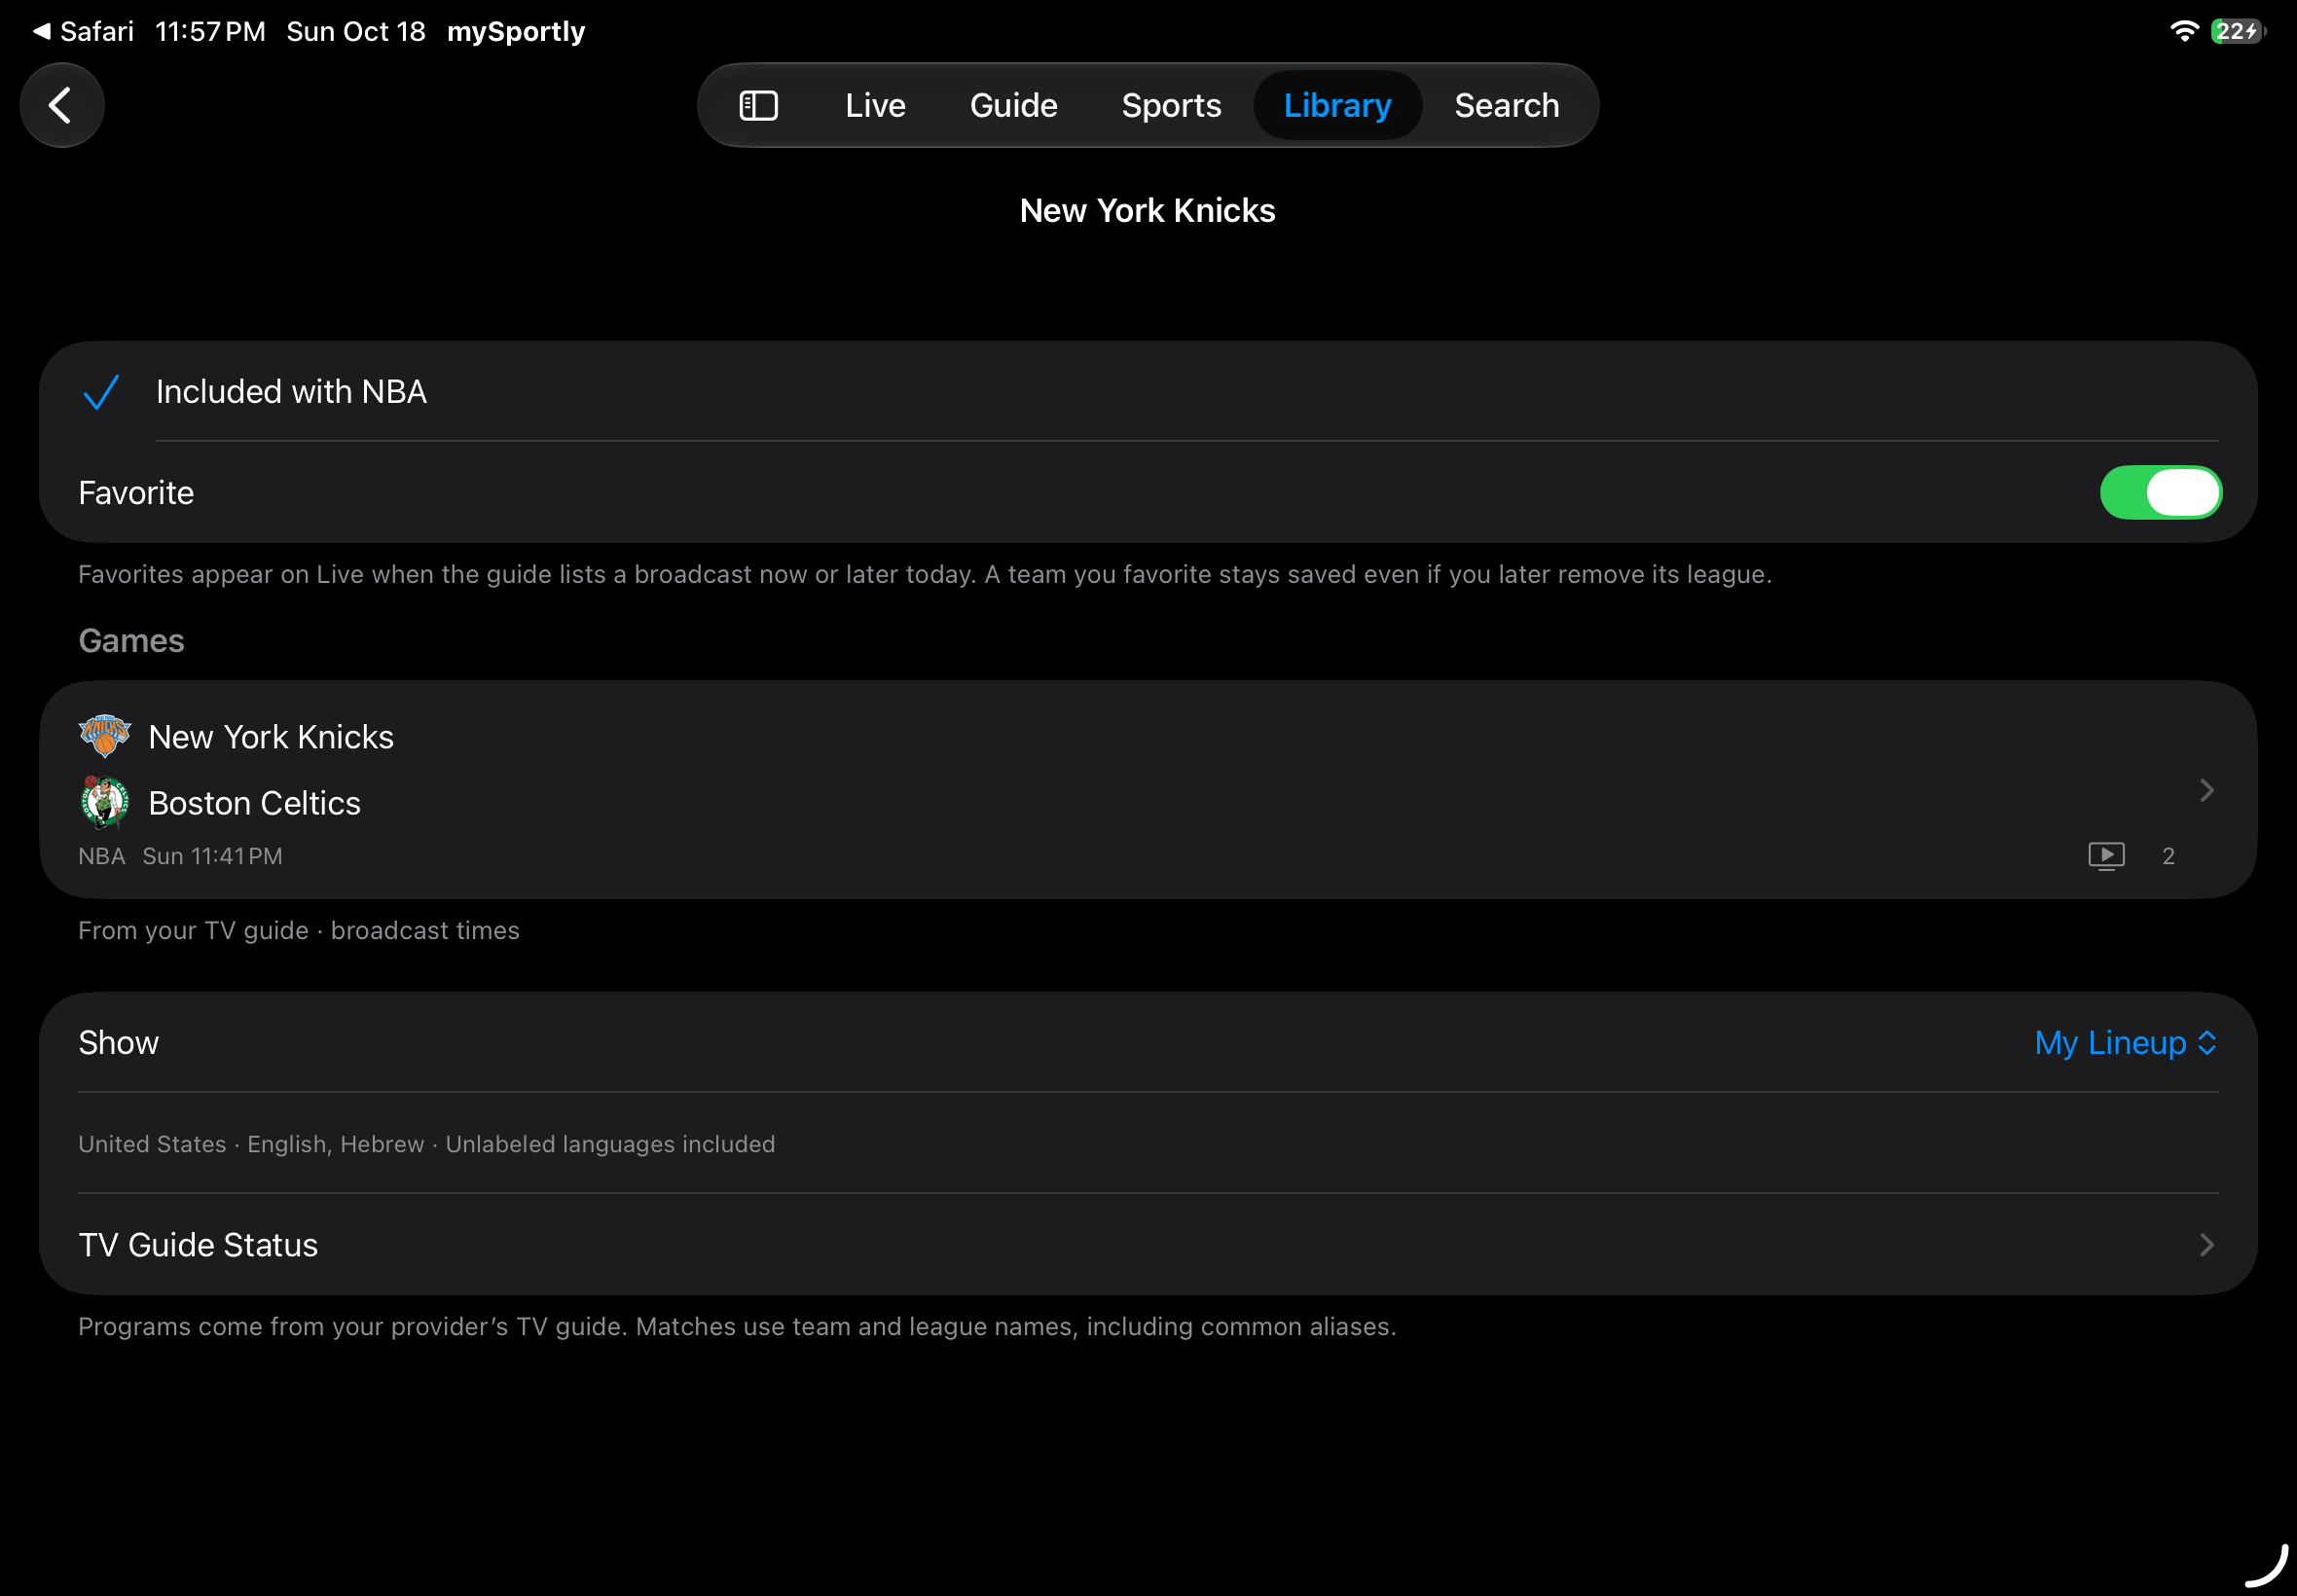 Safari 11:57 PM Sun Oct 18 mySportly
22
Live Guide Sports Library Search
New York Knicks
Included with NBA
Favorite
Favorites appear on Live when the guide lists a broadcast now or later today. A team you favorite stays saved even if you later remove its league.
Games
KNICKS
New York Knicks
Boston Celtics
NBA Sun 11:41 PM
2
From your TV guide · broadcast times
Show My Lineup
United States · English, Hebrew · Unlabeled languages included
TV Guide Status
Programs come from your provider’s TV guide. Matches use team and league names, including common aliases.